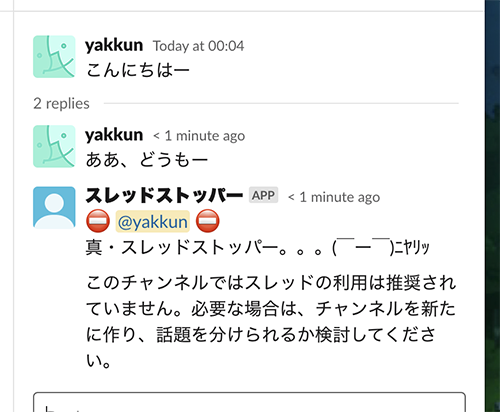 yakkun Today at 00:04
こんにちはー
2 replies
yakkun < 1 minute ago
ああ、どうもー
スレッドストッパー APP < 1 minute ago
@yakkun
真・スレッドストッパー。。。(￣ー￣)ﾆﾔﾘｯ
このチャンネルではスレッドの利用は推奨され
ていません。必要な場合は、チャンネルを新た
に作り、話題を分けられるか検討してくださ
い。